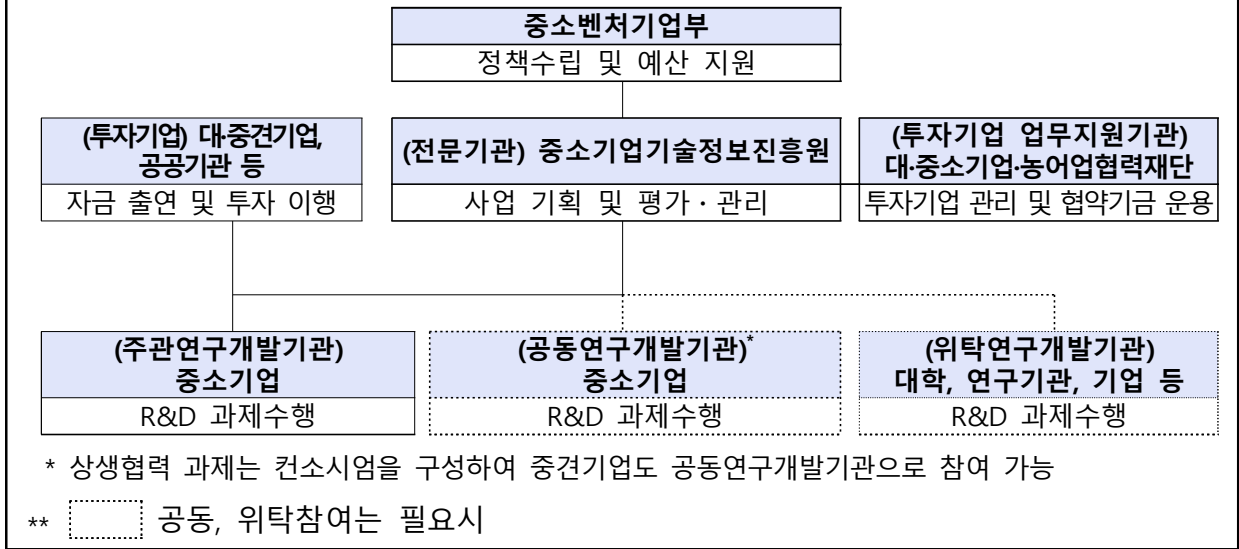 중소벤처기업부
정책수립 및 예산 지원
(투자기업) 대·중견기업,
공공기관 등
자금 출연 및 투자 이행
(전문기관) 중소기업기술정보진흥원
사업 기획 및 평가·관리
(투자기업 업무지원기관)
대·중소기업·농어업협력재단
투자기업 관리 및 협약기금 운용
(주관연구개발기관)
중소기업
R&D 과제수행
(공동연구개발기관)*
중소기업
R&D 과제수행
(위탁연구개발기관)
대학, 연구기관, 기업 등
R&D 과제수행
* 상생협력 과제는 컨소시엄을 구성하여 중견기업도 공동연구개발기관으로 참여 가능
** 공동, 위탁참여는 필요시